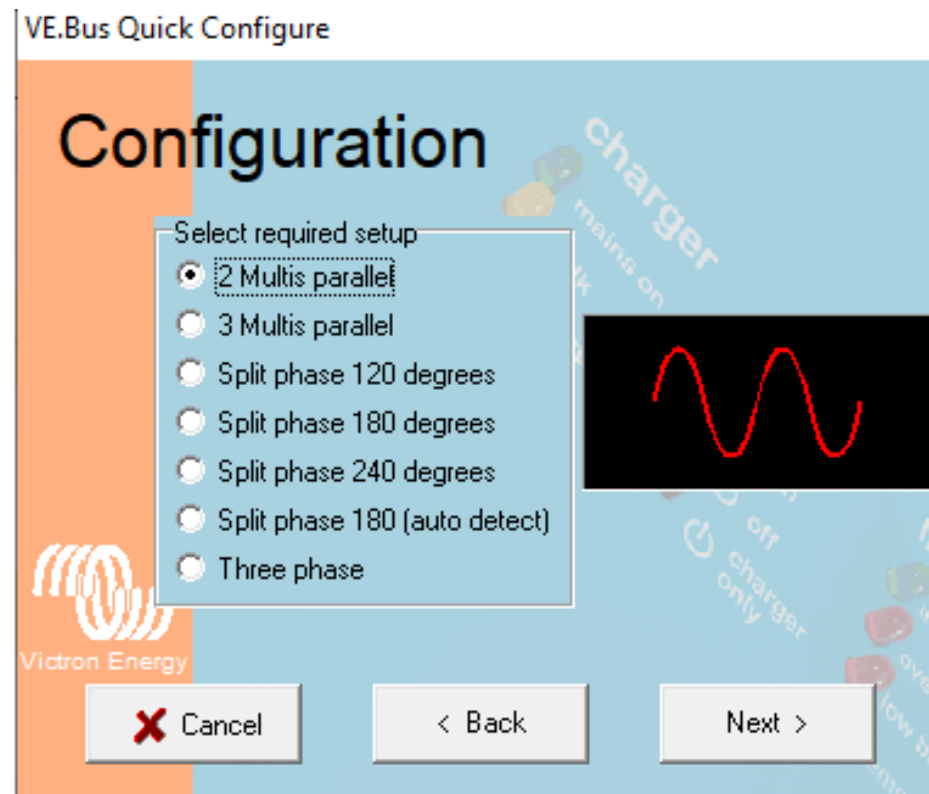 VE.Bus Quick Configure
Configuration
charger
mains on
Select required setup
2 Multis parallel
3 Multis parallel
Split phase 120 degrees
Split phase 180 degrees
Split phase 240 degrees
Split phase 180 (auto detect)
Three phase
off
charger
only
Victron Energy
Cancel
< Back
Next >